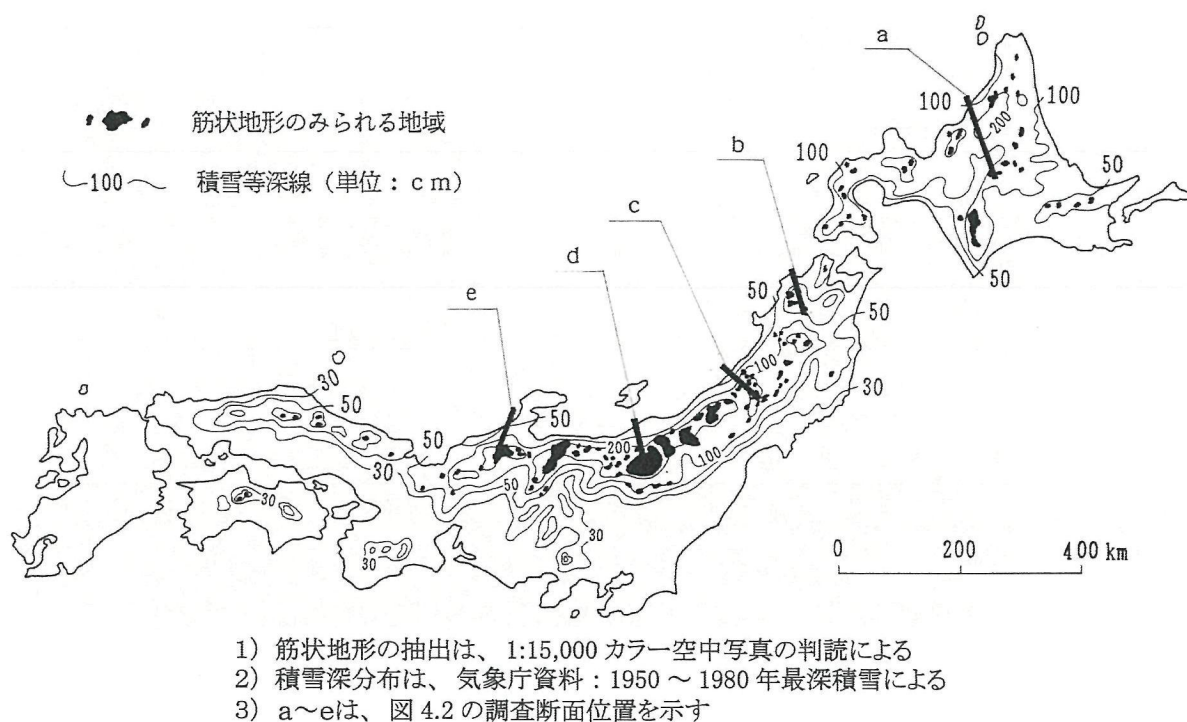 a
筋状地形のみられる地域
100
100
200
積雪等深線（単位：ｃｍ）
100
b
100
50
c
d
50
50
50
e
100
30
30
50
50
200
100
50
30
50
30
30
30
0 200 400 km
1) 筋状地形の抽出は、1:15,000 カラー空中写真の判読による
2) 積雪深分布は、気象庁資料：1950 ～ 1980 年最深積雪による
3) a～eは、図 4.2 の調査断面位置を示す